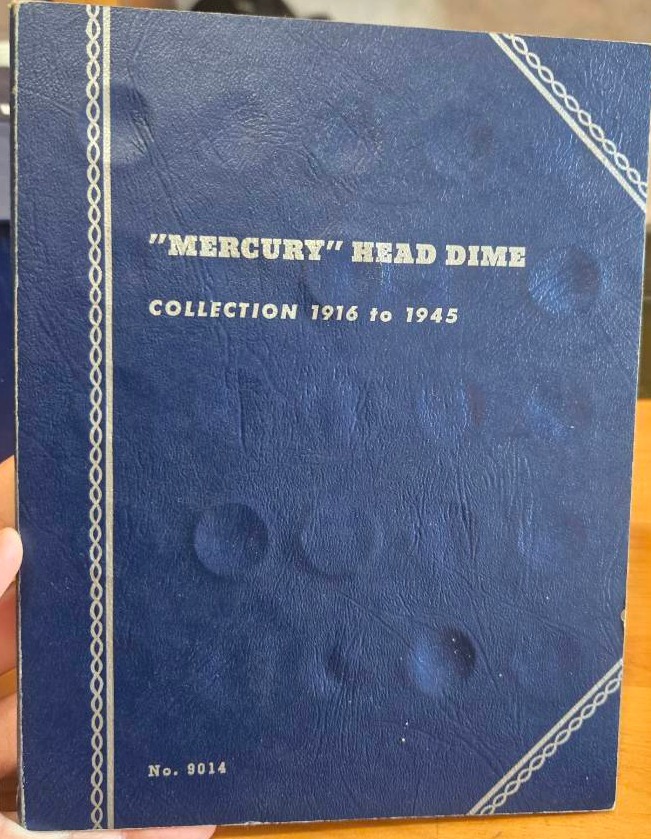 "MERCURY" HEAD DIME
COLLECTION 1916 to 1945
No. 9014